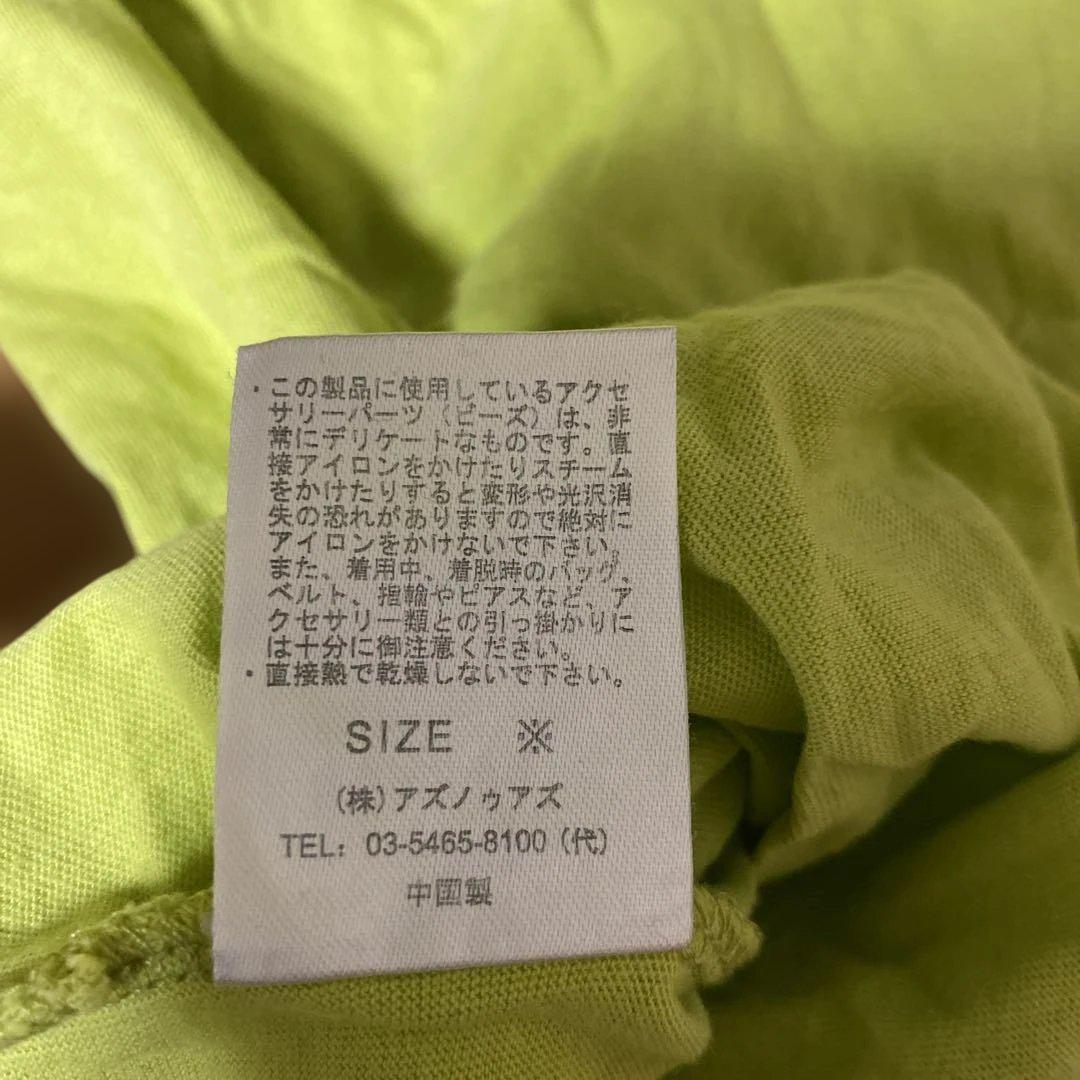 ・この製品に使用しているアクセ
サリーパーツ（ビーズ）は、非
常にデリケートなものです。直
接アイロンをかけたりスチーム
をかけたりすると変形や光沢消
失の恐れがありますので絶対に
アイロンをかけないで下さい。
また、着用中、着脱時のバッグ、
ベルト、指輪やピアスなど、ア
クセサリー類との引っ掛かりに
は十分に御注意ください。
・直接熱で乾燥しないで下さい。
SIZE ※
(株)アズノゥアズ
TEL: 03-5465-8100（代）
中国製